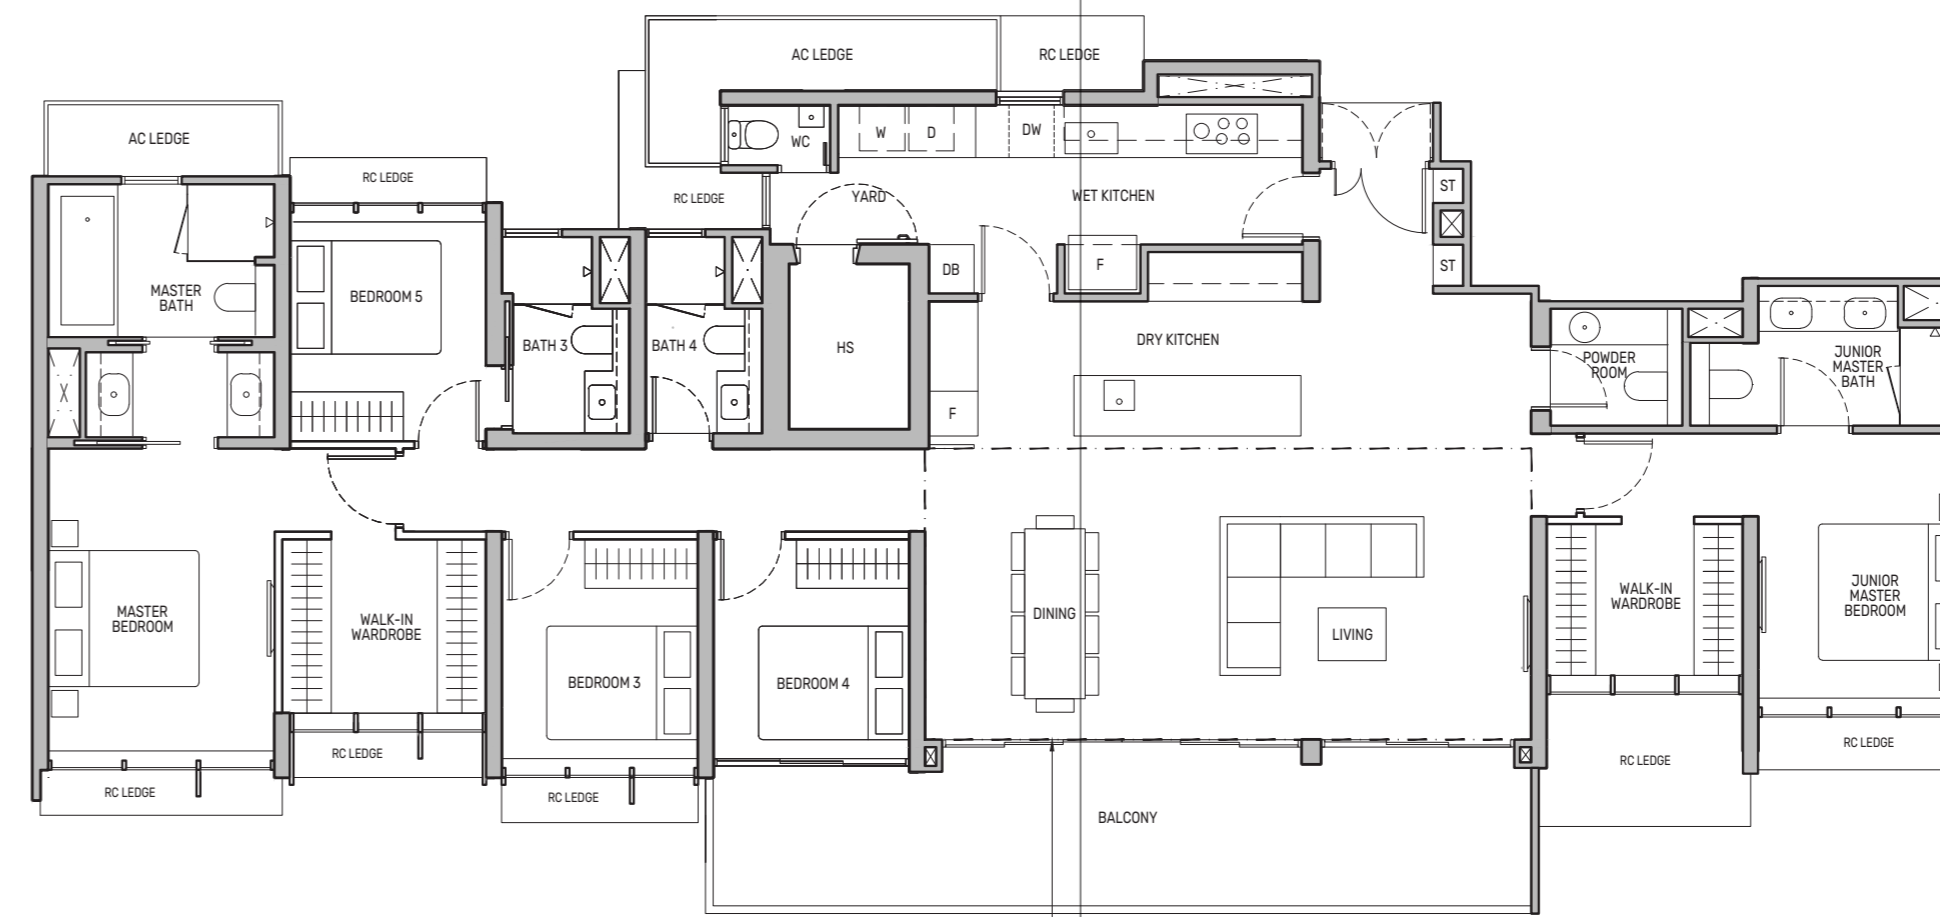 AC LEDGE
RC LEDGE
AC LEDGE
RC LEDGE
WC
W
D
DW
RC LEDGE
YARD
WET KITCHEN
ST
ST
MASTER
BATH
BEDROOM 5
DB
F
BATH 3
BATH 4
HS
DRY KITCHEN
F
POWDER
ROOM
JUNIOR
MASTER
BATH
MASTER
BEDROOM
WALK-IN
WARDROBE
BEDROOM 3
BEDROOM 4
DINING
LIVING
WALK-IN
WARDROBE
JUNIOR
MASTER
BEDROOM
RC LEDGE
RC LEDGE
RC LEDGE
BALCONY
RC LEDGE
RC LEDGE